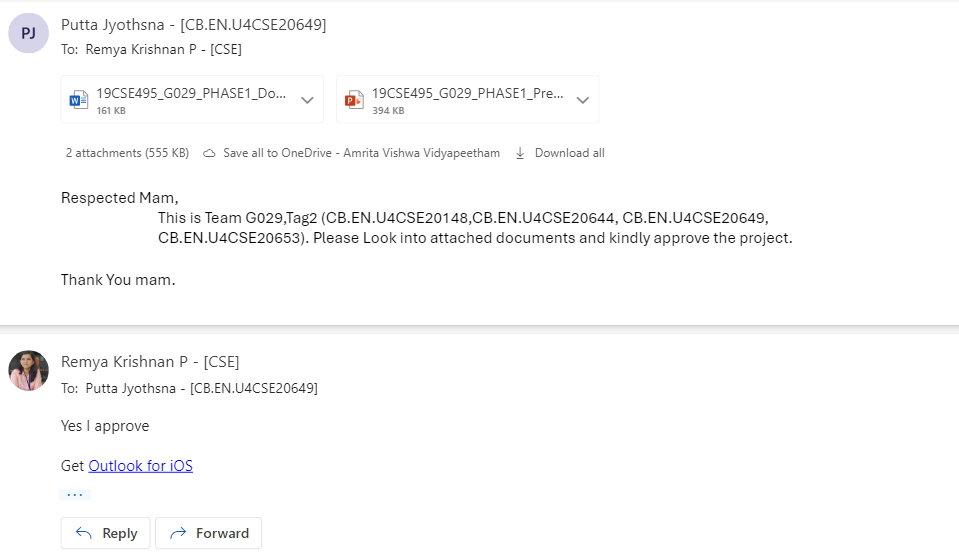 PJ
Putta Jyothsna - [CB.EN.U4CSE20649]
To: Remya Krishnan P - [CSE]
19CSE495_G029_PHASE1_Do...
161 KB
19CSE495_G029_PHASE1_Pre...
394 KB
2 attachments (555 KB) Save all to OneDrive - Amrita Vishwa Vidyapeetham Download all
Respected Mam,
This is Team G029,Tag2 (CB.EN.U4CSE20148,CB.EN.U4CSE20644, CB.EN.U4CSE20649,
CB.EN.U4CSE20653). Please Look into attached documents and kindly approve the project.
Thank You mam.
Remya Krishnan P - [CSE]
To: Putta Jyothsna - [CB.EN.U4CSE20649]
Yes I approve
Get Outlook for iOS
...
Reply Forward